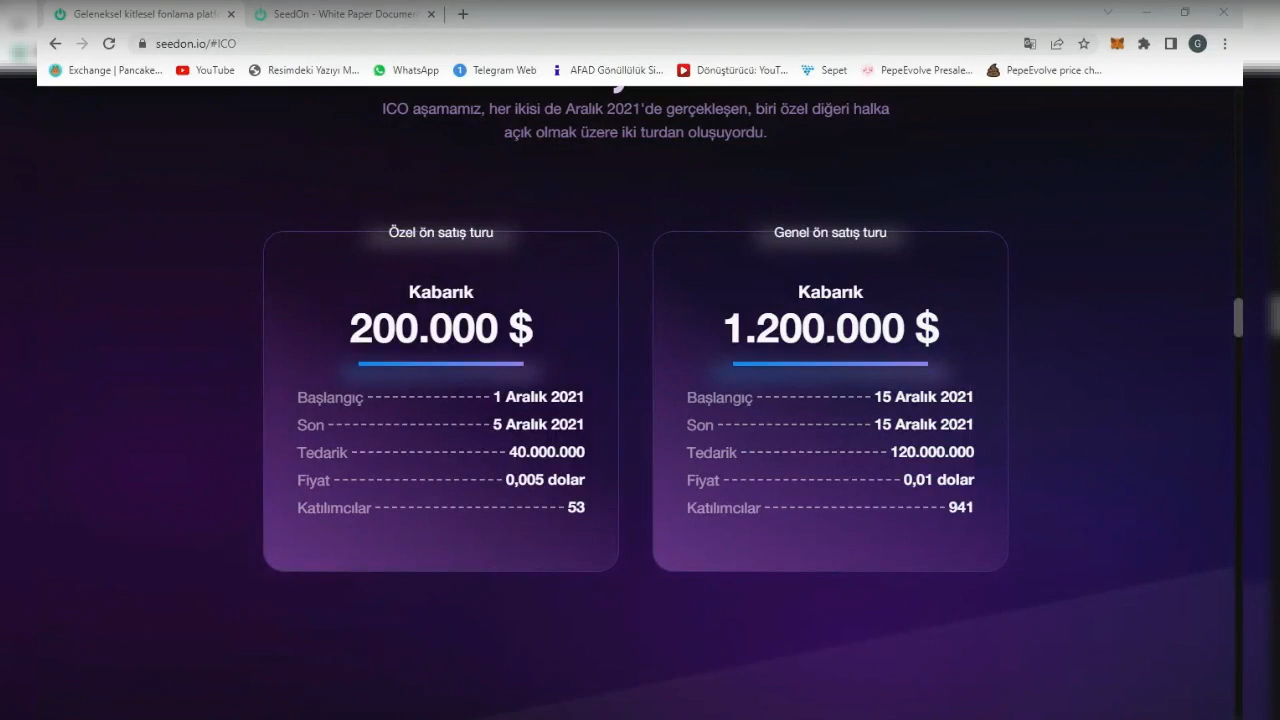 Geleneksel kitlesel fonlama platf
SeedOn - White Paper Documen
seedon.io/#ICO
G
Exchange | Pancake...
YouTube
Resimdeki Yazıyı M...
WhatsApp
1
Telegram Web
AFAD Gönüllülük Si...
Dönüştürücü: YouT...
Sepet
PepeEvolve Presale...
PepeEvolve price ch...
ICO aşamamız, her ikisi de Aralık 2021'de gerçekleşen, biri özel diğeri halka
açık olmak üzere iki turdan oluşuyordu.
Özel ön satış turu
Kabarık
200.000 $
Başlangıç 1 Aralık 2021
Son 5 Aralık 2021
Tedarik 40.000.000
Fiyat 0,005 dolar
Katılımcılar 53
Genel ön satış turu
Kabarık
1.200.000 $
Başlangıç 15 Aralık 2021
Son 15 Aralık 2021
Tedarik 120.000.000
Fiyat 0,01 dolar
Katılımcılar 941